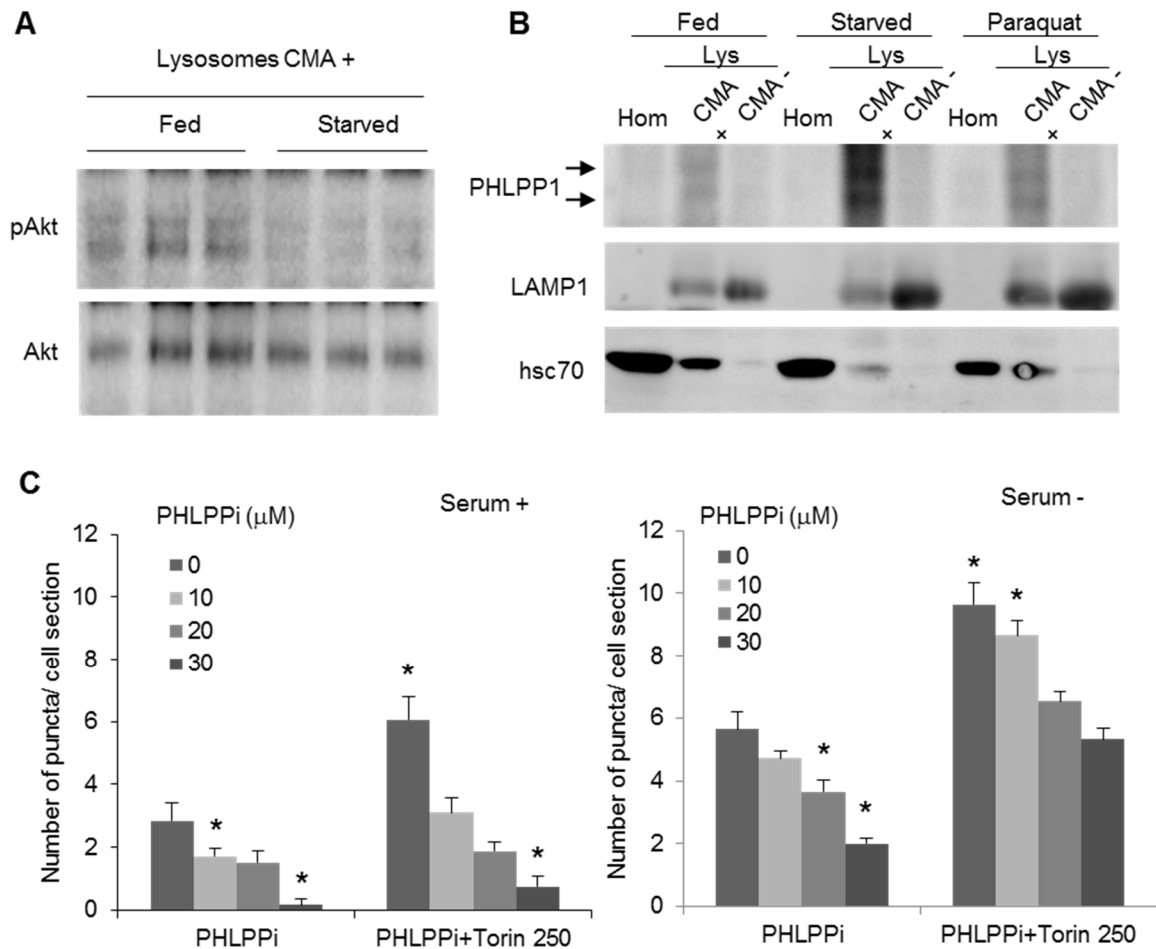 A
Lysosomes CMA +
Fed Starved
pAkt
Akt
B
Fed Starved Paraquat
Lys Lys Lys
Hom CMA + CMA - Hom CMA + CMA - Hom CMA + CMA -
PHLPP1
LAMP1
hsc70
C
PHLPPi (μM) Serum +
0
10
20
30
Number of puncta/ cell section
12
10
8
6
4
2
0
* * * *
PHLPPi PHLPPi+Torin 250
PHLPPi (μM) Serum -
0
10
20
30
Number of puncta/ cell section
12
10
8
6
4
2
0
* * * *
PHLPPi PHLPPi+Torin 250